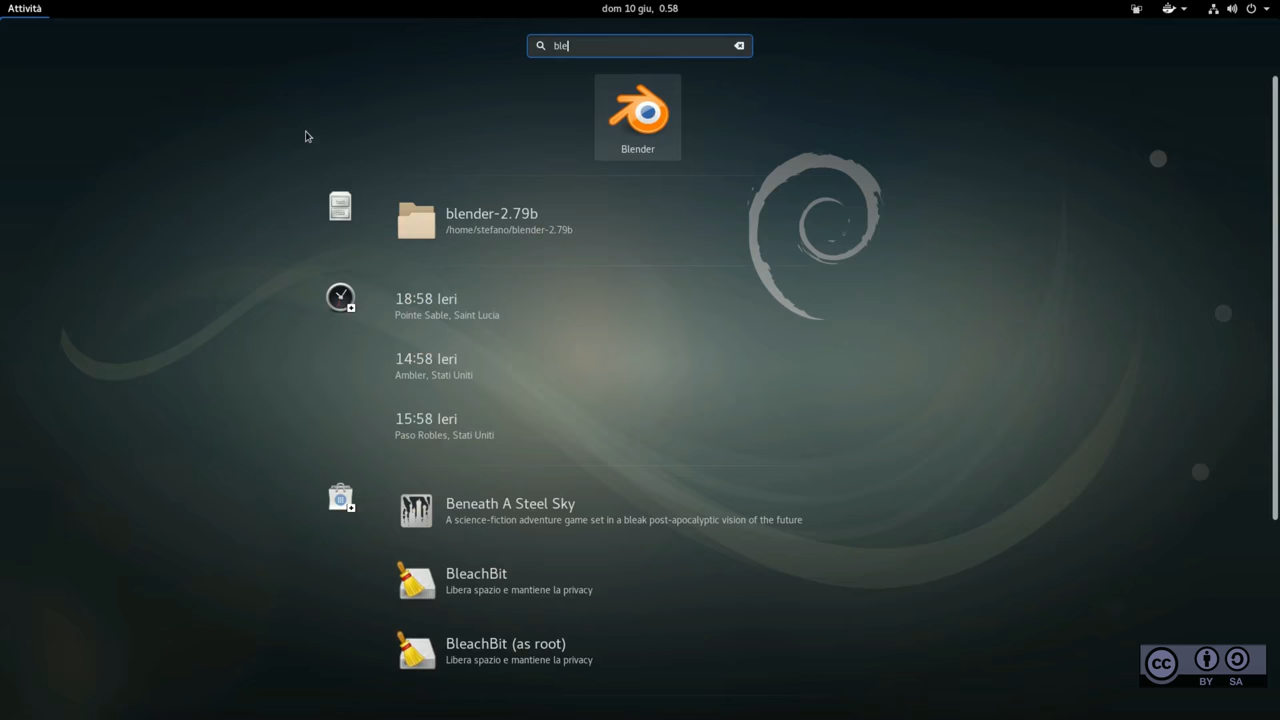 Attività
dom 10 giu, 0.58
ble
Blender
blender-2.79b
/home/stefano/blender-2.79b
18:58 Ieri
Pointe Sable, Saint Lucia
14:58 Ieri
Ambler, Stati Uniti
15:58 Ieri
Paso Robles, Stati Uniti
Beneath A Steel Sky
A science-fiction adventure game set in a bleak post-apocalyptic vision of the future
BleachBit
Libera spazio e mantiene la privacy
BleachBit (as root)
Libera spazio e mantiene la privacy
cc
BY SA